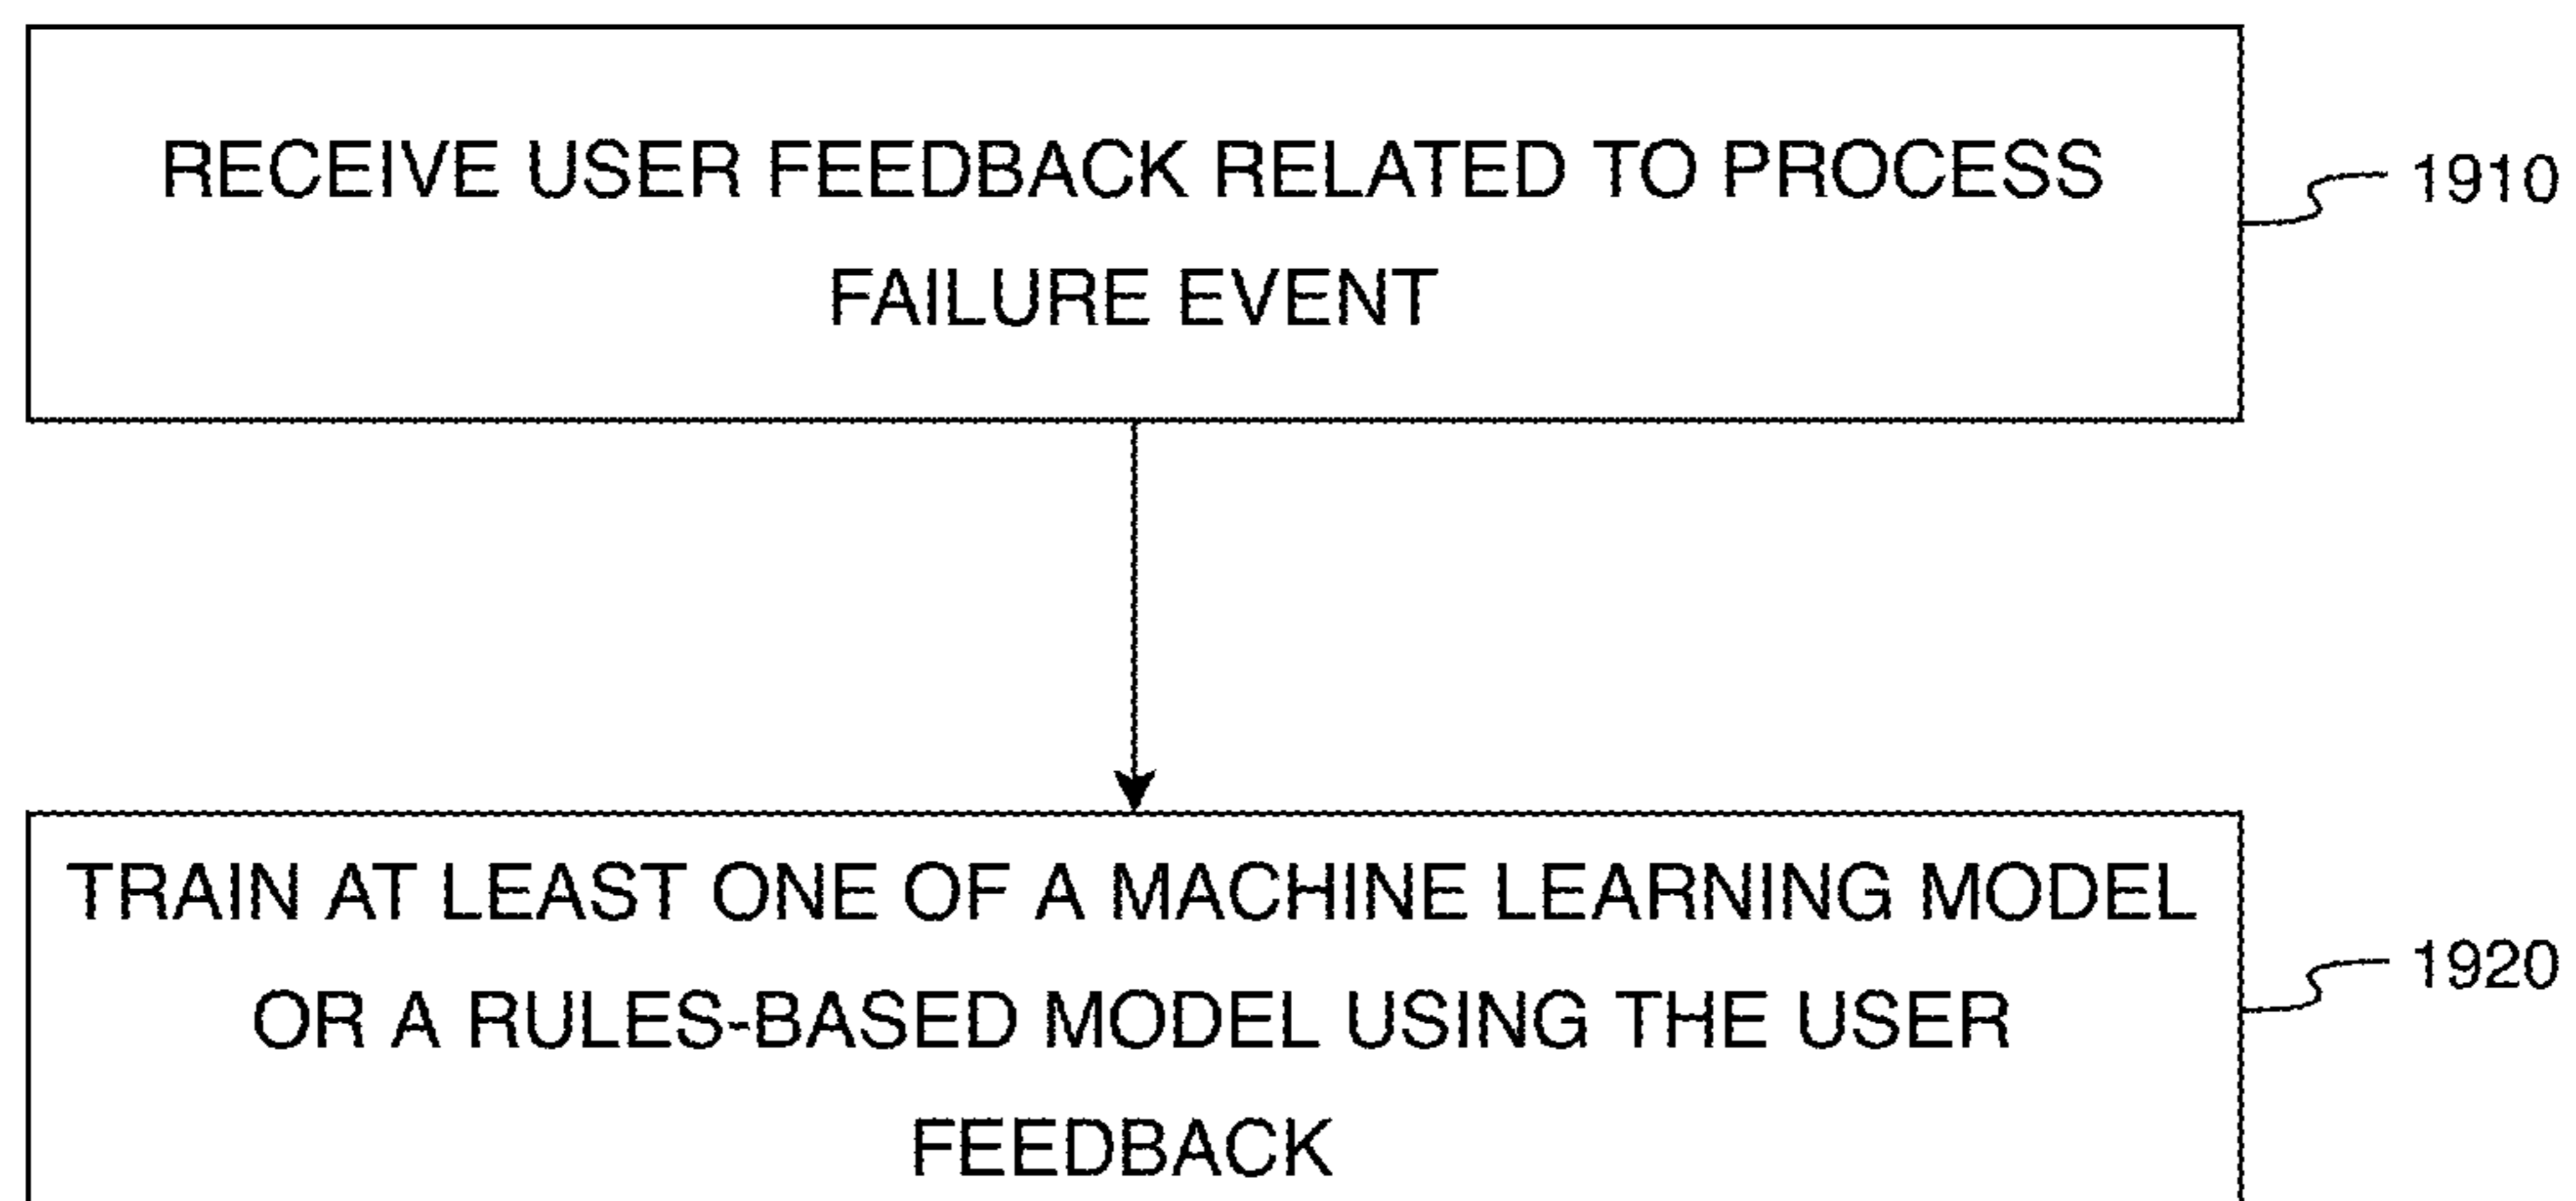 RECEIVE USER FEEDBACK RELATED TO PROCESS
FAILURE EVENT
1910
TRAIN AT LEAST ONE OF A MACHINE LEARNING MODEL
OR A RULES-BASED MODEL USING THE USER
FEEDBACK
1920